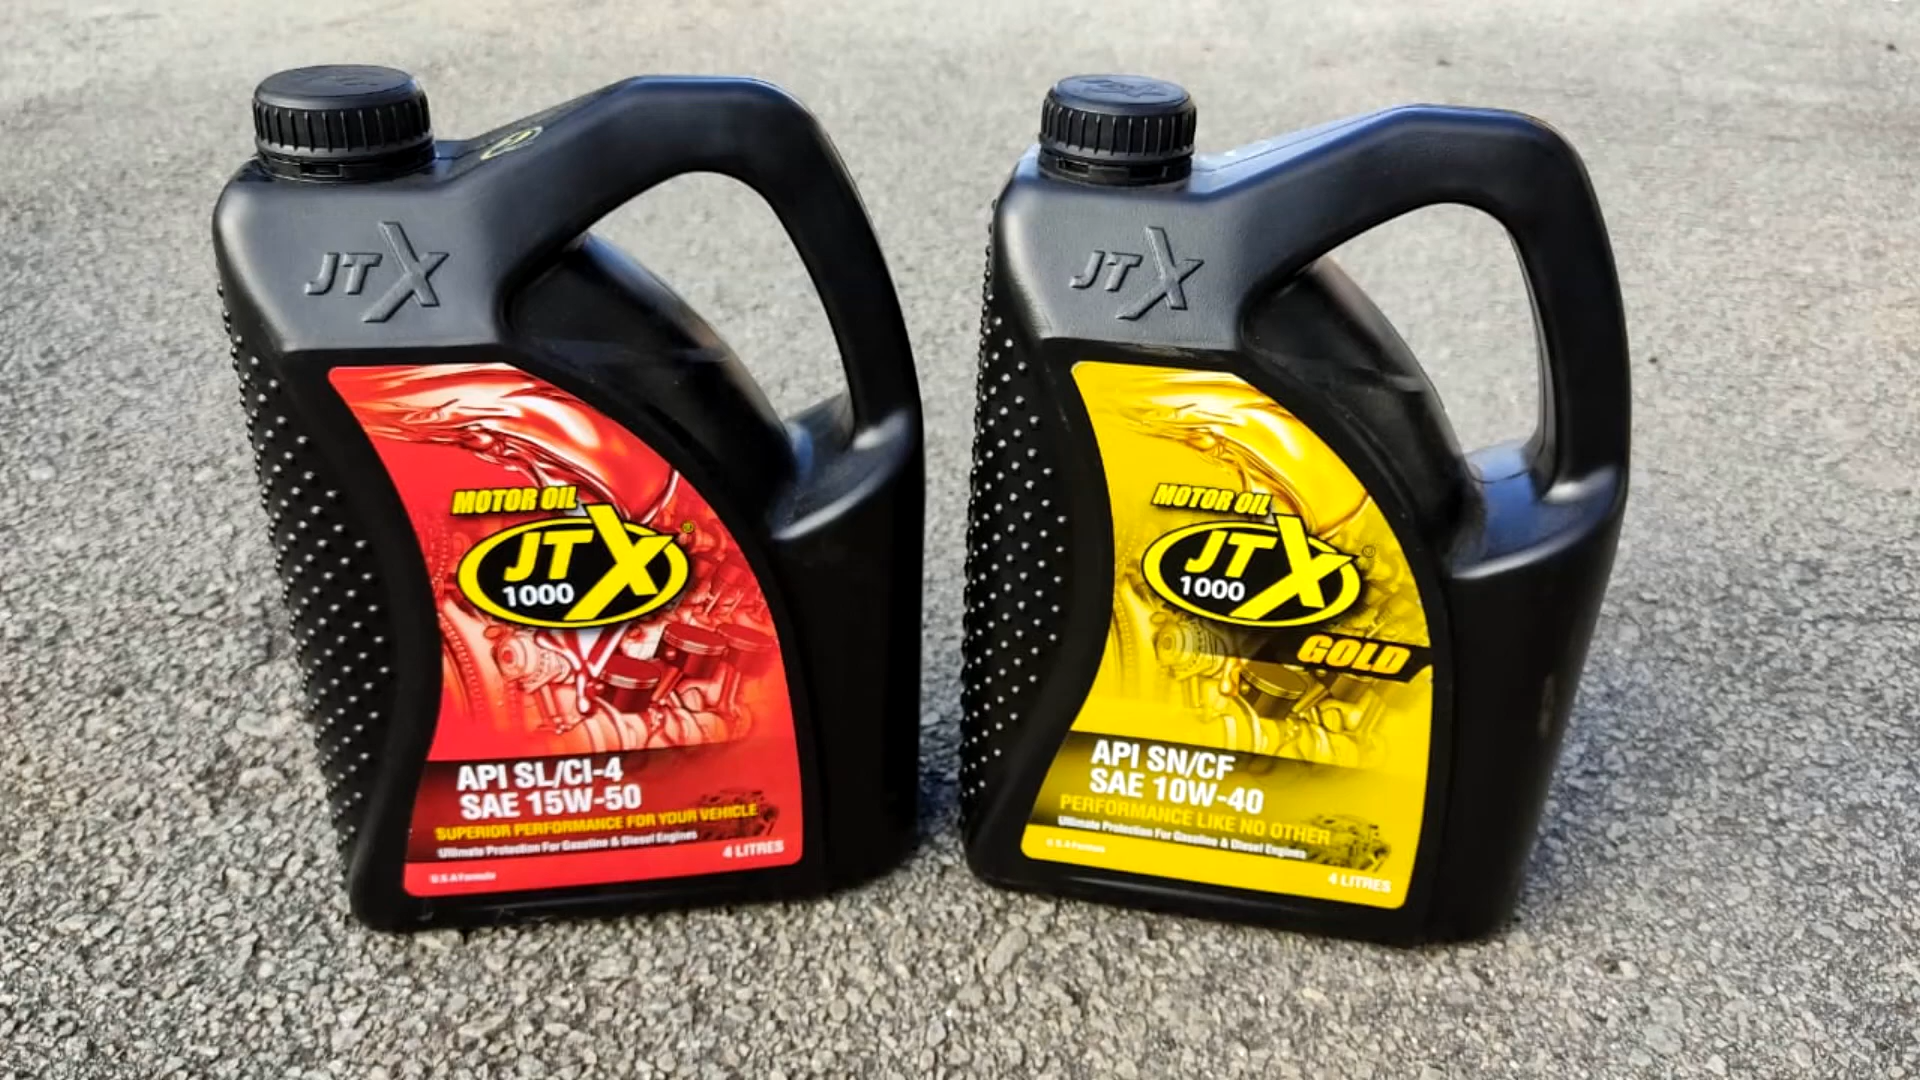 JTX
MOTOR OIL
JTX
1000
®
API SL/CI-4
SAE 15W-50
SUPERIOR PERFORMANCE FOR YOUR VEHICLE
Ultimate Protection For Gasoline & Diesel Engines
4 LITRES
U.S.A Formula
JTX
MOTOR OIL
JTX
1000
®
GOLD
API SN/CF
SAE 10W-40
PERFORMANCE LIKE NO OTHER
Ultimate Protection For Gasoline & Diesel Engines
U.S.A Formula
4 LITRES